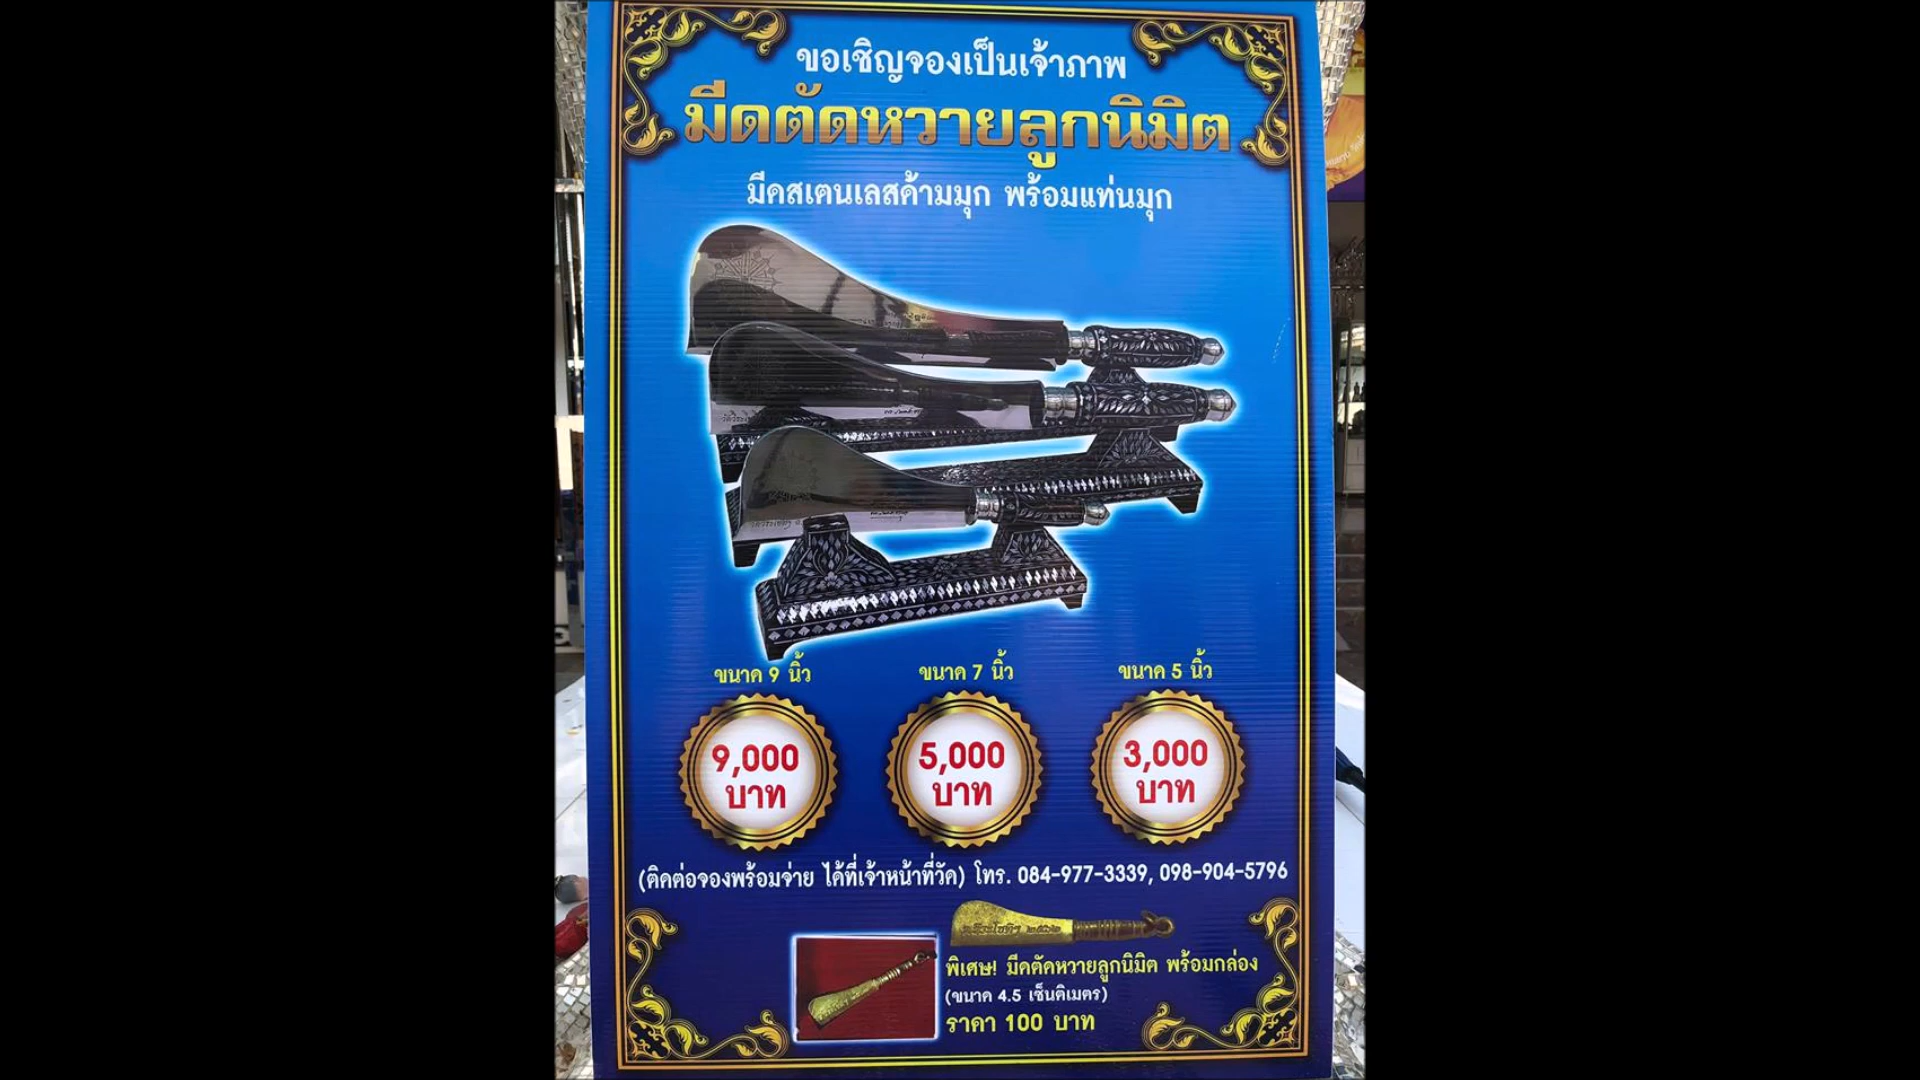 ขอเชิญจองเป็นเจ้าภาพ
มีดตัดหวายลูกนิมิต
มีดสเตนเลสด้ามมุก พร้อมแท่นมุก
ขนาด 9 นิ้ว
ขนาด 7 นิ้ว
ขนาด 5 นิ้ว
9,000
บาท
5,000
บาท
3,000
บาท
(ติดต่อจองพร้อมจ่าย ได้ที่เจ้าหน้าที่วัด) โทร. 084-977-3339, 098-904-5796
พิเศษ! มีดตัดหวายลูกนิมิต พร้อมกล่อง
(ขนาด 4.5 เซ็นติเมตร)
ราคา 100 บาท